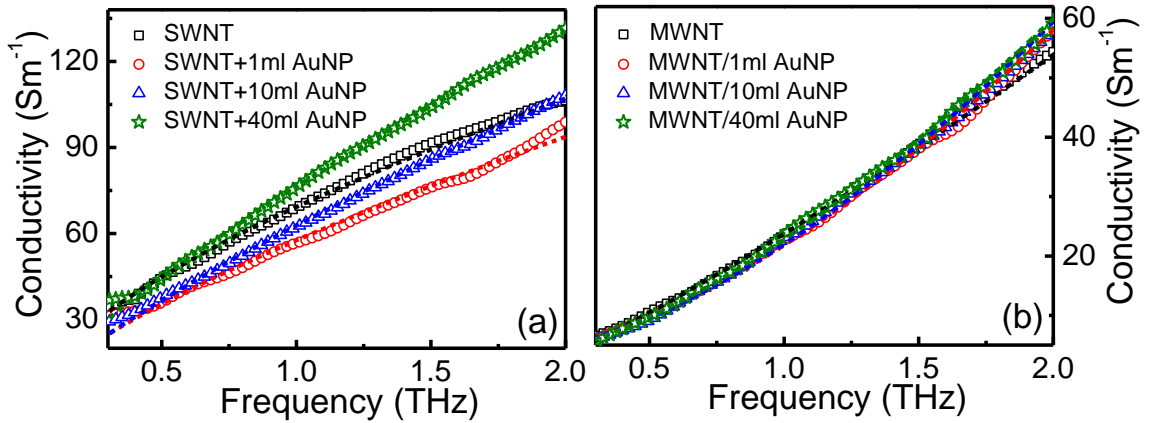 SWNT
SWNT+1ml AuNP
SWNT+10ml AuNP
SWNT+40ml AuNP
(a)
Conductivity (Sm⁻¹)
130
120
90
60
30
0.5 1.0 1.5 2.0
Frequency (THz)
MWNT
MWNT/1ml AuNP
MWNT/10ml AuNP
MWNT/40ml AuNP
(b)
60
40
20
Conductivity (Sm⁻¹)
0.5 1.0 1.5 2.0
Frequency (THz)